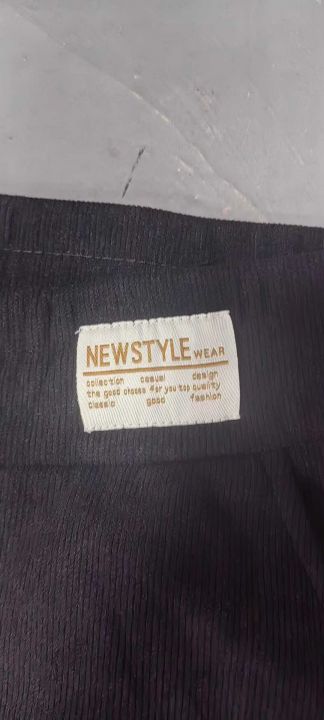 NEWSTYLE WEAR
collection casual design
the good choose for you top quality
classic good fashion